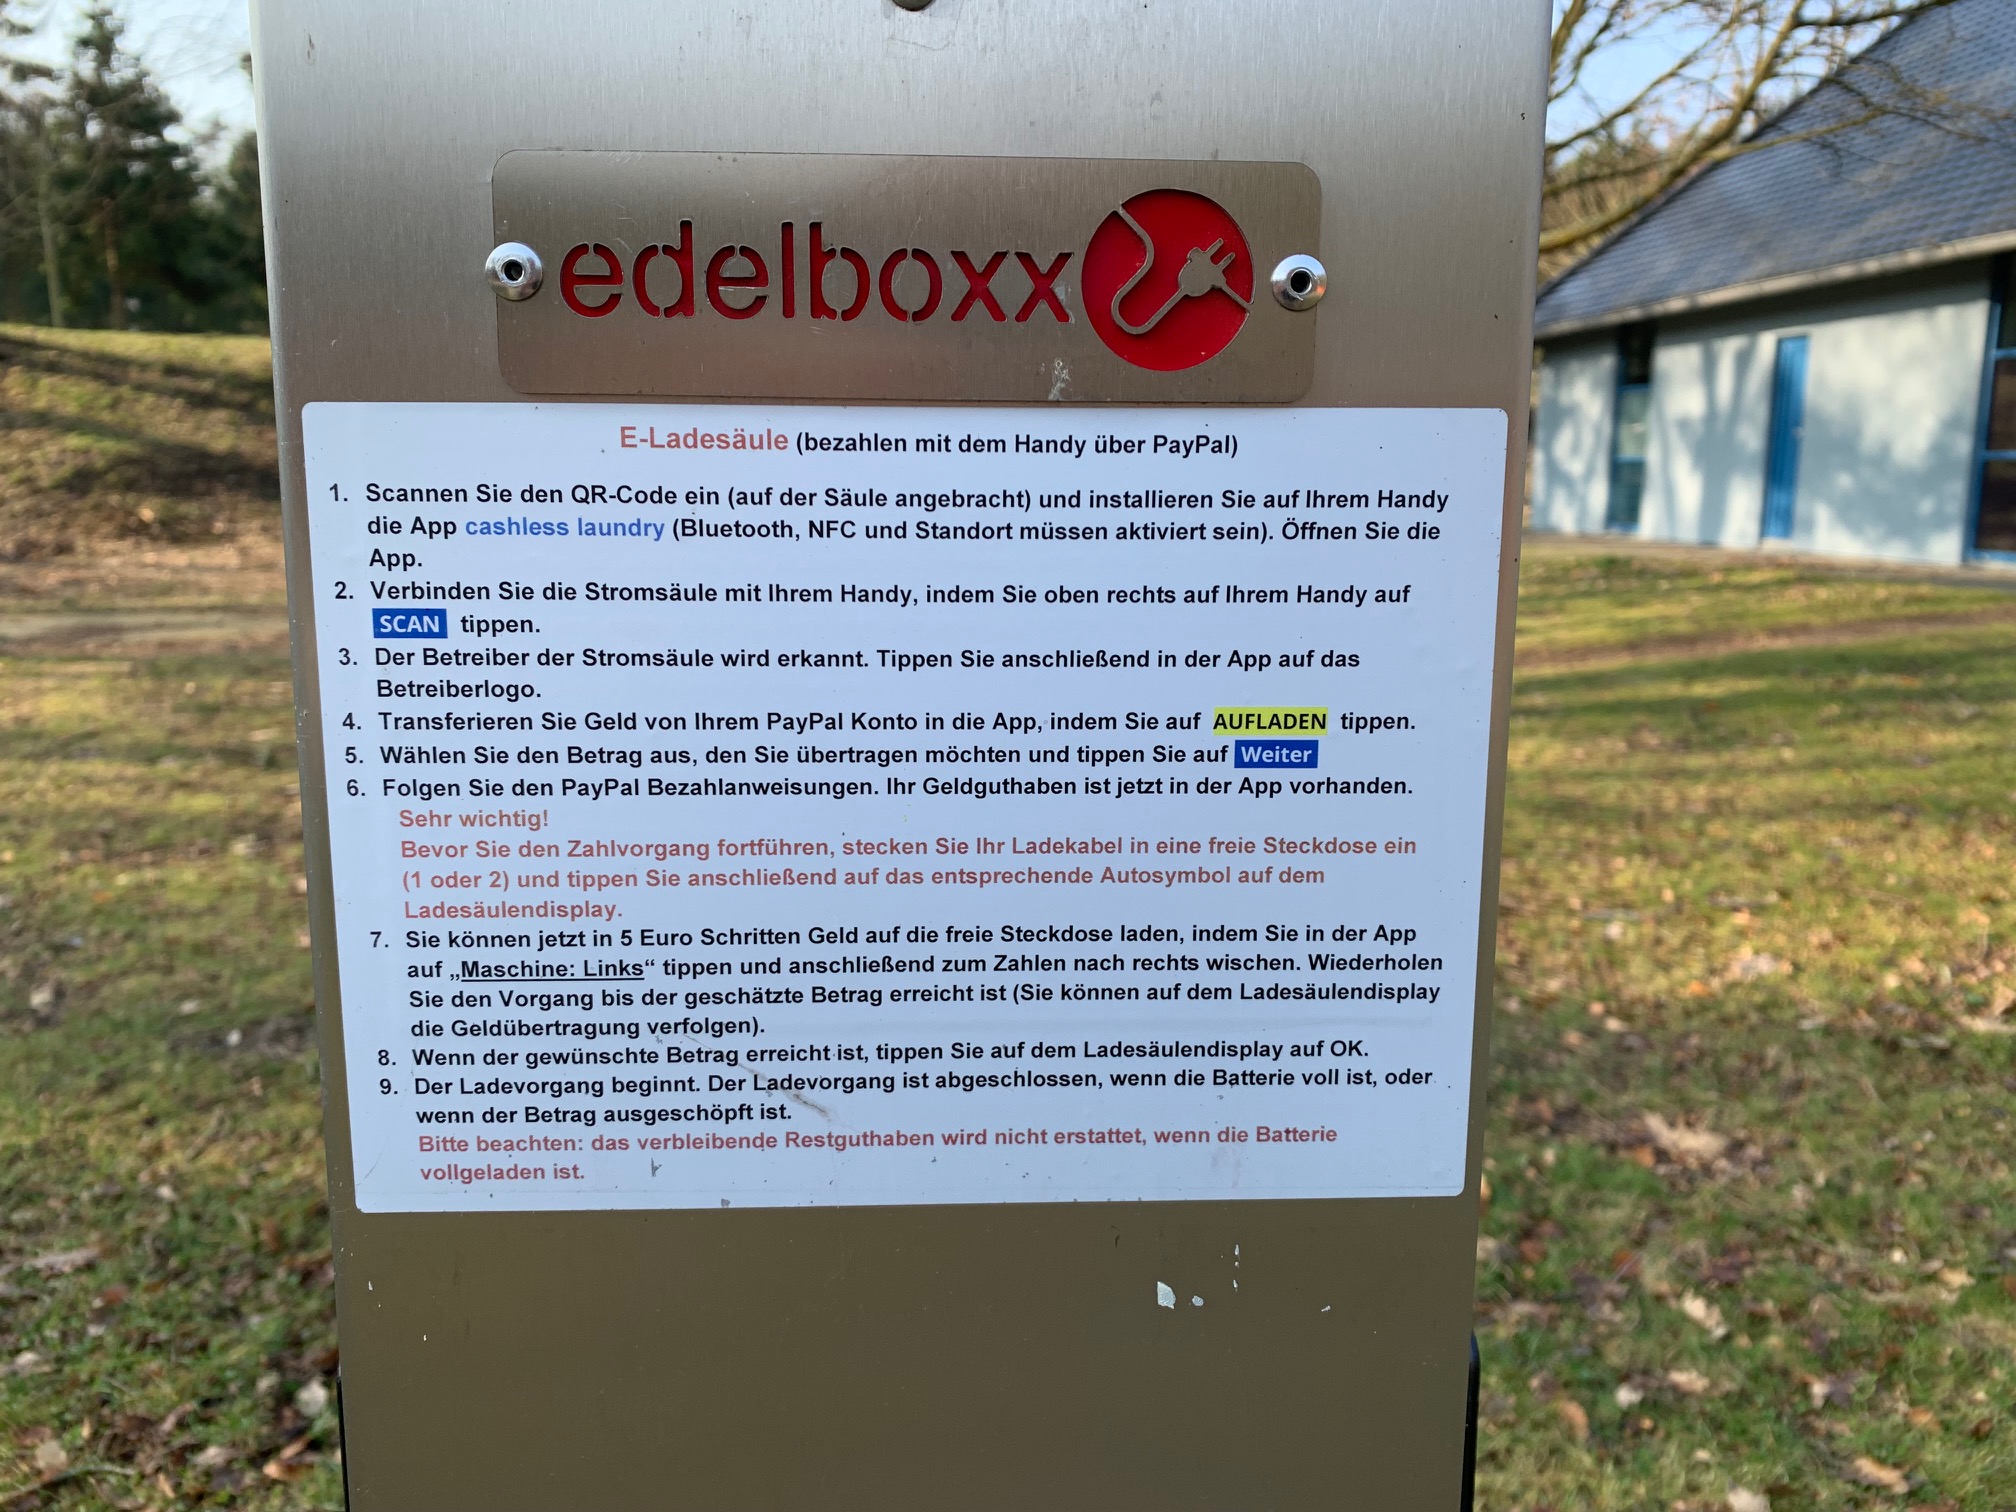 edelboxx
E-Ladesäule (bezahlen mit dem Handy über PayPal)
1. Scannen Sie den QR-Code ein (auf der Säule angebracht) und installieren Sie auf Ihrem Handy
die App cashless laundry (Bluetooth, NFC und Standort müssen aktiviert sein). Öffnen Sie die
App.
2. Verbinden Sie die Stromsäule mit Ihrem Handy, indem Sie oben rechts auf Ihrem Handy auf
SCAN tippen.
3. Der Betreiber der Stromsäule wird erkannt. Tippen Sie anschließend in der App auf das
Betreiberlogo.
4. Transferieren Sie Geld von Ihrem PayPal Konto in die App, indem Sie auf AUFLADEN tippen.
5. Wählen Sie den Betrag aus, den Sie übertragen möchten und tippen Sie auf Weiter
6. Folgen Sie den PayPal Bezahlanweisungen. Ihr Geldguthaben ist jetzt in der App vorhanden.
Sehr wichtig!
Bevor Sie den Zahlvorgang fortführen, stecken Sie Ihr Ladekabel in eine freie Steckdose ein
(1 oder 2) und tippen Sie anschließend auf das entsprechende Autosymbol auf dem
Ladesäulendisplay.
7. Sie können jetzt in 5 Euro Schritten Geld auf die freie Steckdose laden, indem Sie in der App
auf „Maschine: Links“ tippen und anschließend zum Zahlen nach rechts wischen. Wiederholen
Sie den Vorgang bis der geschätzte Betrag erreicht ist (Sie können auf dem Ladesäulendisplay
die Geldübertragung verfolgen).
8. Wenn der gewünschte Betrag erreicht ist, tippen Sie auf dem Ladesäulendisplay auf OK.
9. Der Ladevorgang beginnt. Der Ladevorgang ist abgeschlossen, wenn die Batterie voll ist, oder
wenn der Betrag ausgeschöpft ist.
Bitte beachten: das verbleibende Restguthaben wird nicht erstattet, wenn die Batterie
vollgeladen ist.